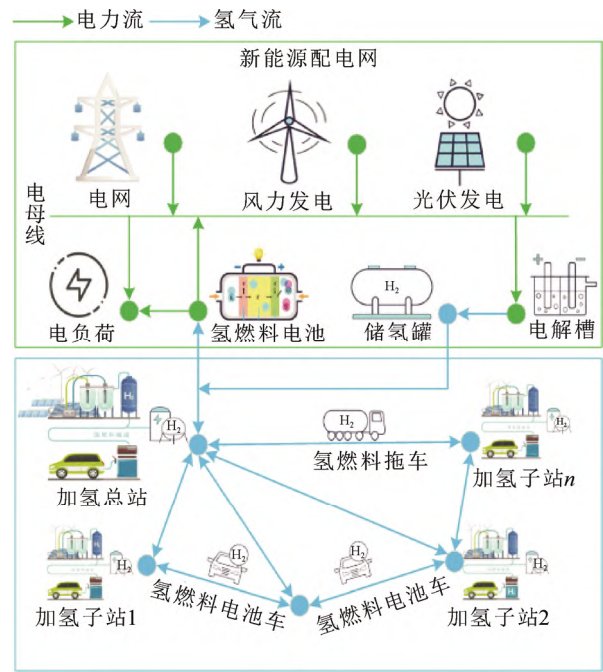 电力流 氢气流
新能源配电网
电网 风力发电 光伏发电
电母线
H₂
电负荷 氢燃料电池 储氢罐 电解槽
H₂
H₂
H₂
H₂
氢燃料拖车
加氢总站 加氢子站n
H₂ H₂
H₂
H₂
H₂
H₂
加氢子站1 氢燃料电池车 氢燃料电池车 加氢子站2